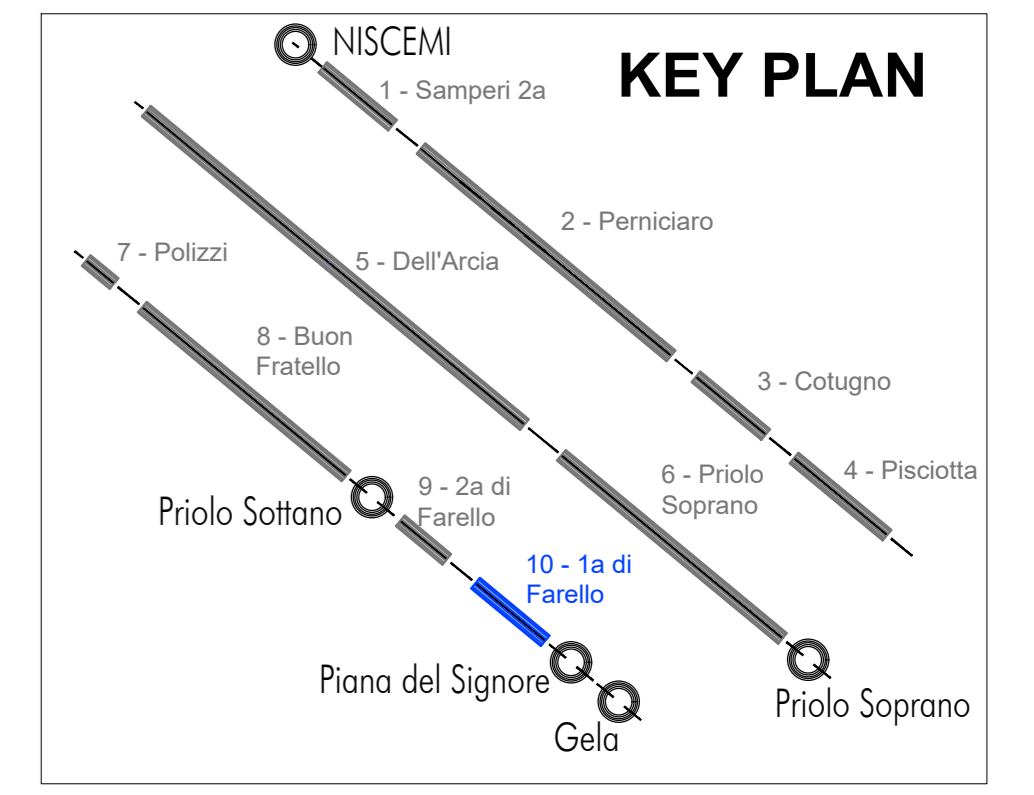 NISCEMI
KEY PLAN
1 - Samperi 2a
2 - Perniciaro
7 - Polizzi
5 - Dell'Arcia
8 - Buon
Fratello
3 - Cotugno
4 - Pisciotta
6 - Priolo
Soprano
9 - 2a di
Farello
Priolo Sottano
10 - 1a di
Farello
Piana del Signore
Priolo Soprano
Gela